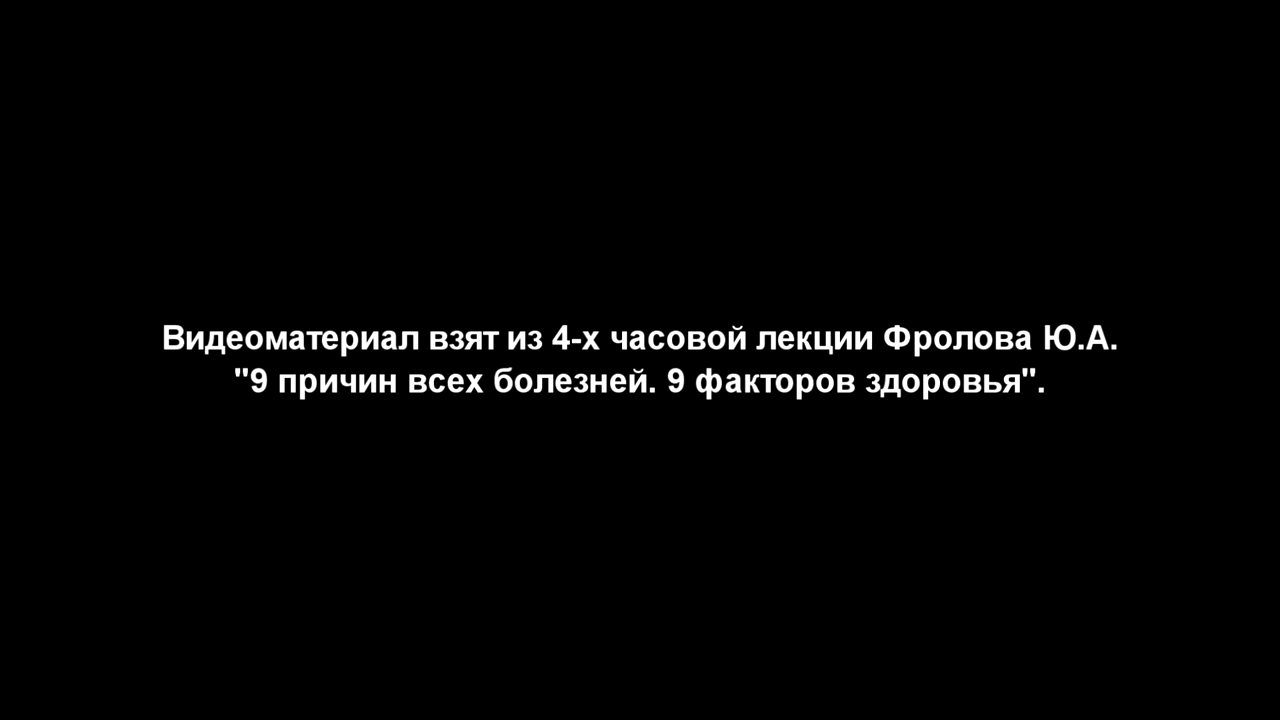 Видеоматериал взят из 4-х часовой лекции Фролова Ю.А.
"9 причин всех болезней. 9 факторов здоровья".